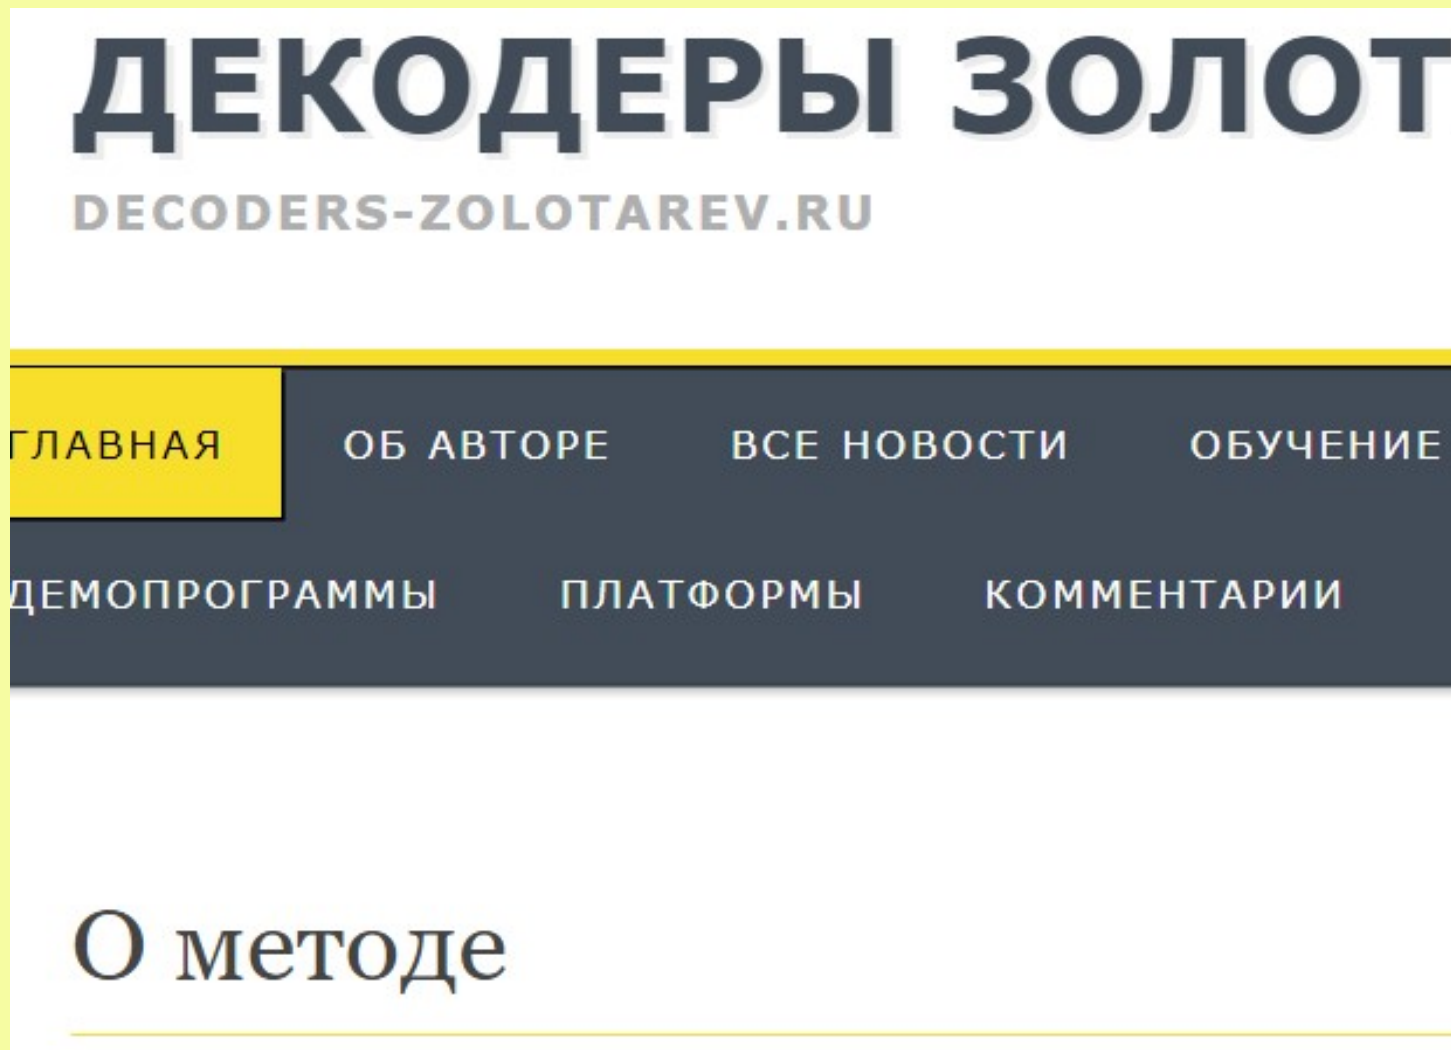 ДЕКОДЕРЫ ЗОЛОТ
DECODERS-ZOLOTAREV.RU
ГЛАВНАЯ ОБ АВТОРЕ ВСЕ НОВОСТИ ОБУЧЕНИЕ
ДЕМОПРОГРАММЫ ПЛАТФОРМЫ КОММЕНТАРИИ
О методе